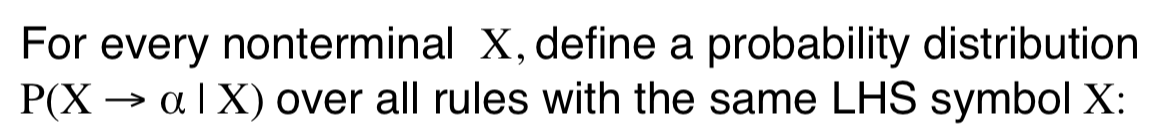 For every nonterminal X, define a probability distribution
P(X → α | X) over all rules with the same LHS symbol X: